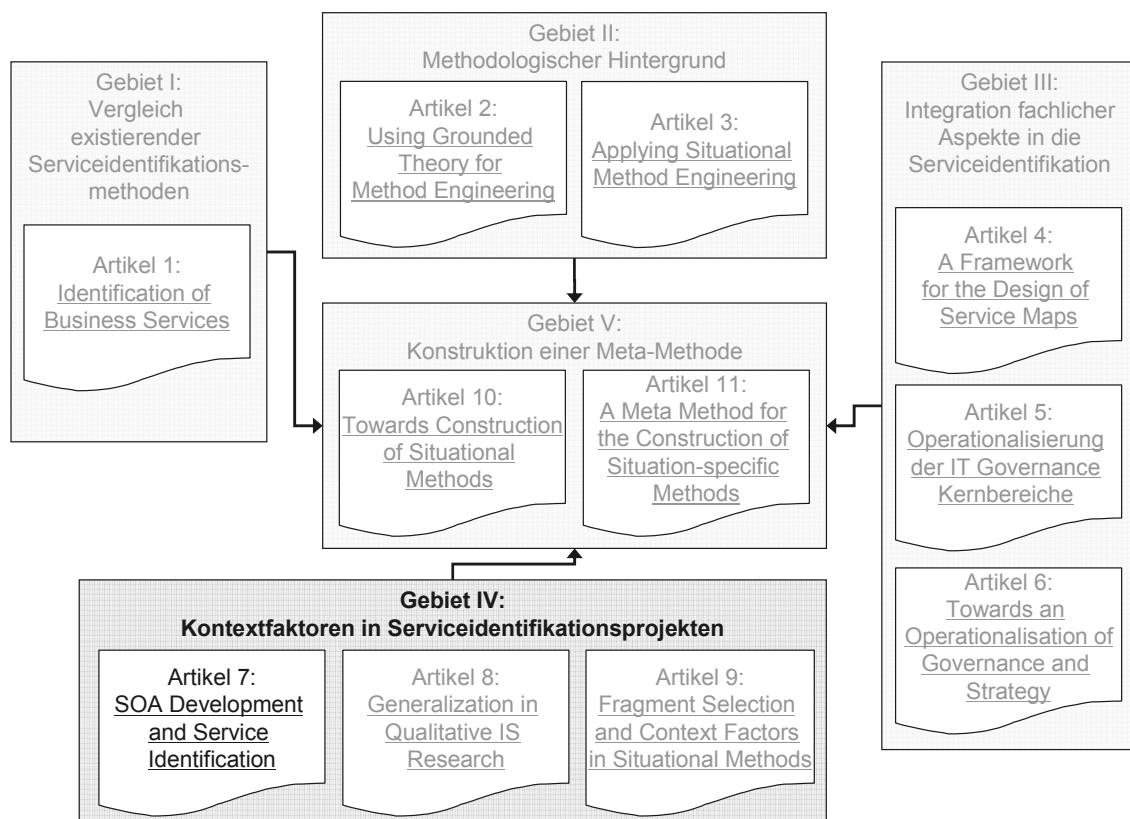 Gebiet I:
Vergleich
existierender
Serviceidentifikations-
methoden
Artikel 1:
Identification of
Business Services
Gebiet II:
Methodologischer Hintergrund
Artikel 2:
Using Grounded
Theory for
Method Engineering
Artikel 3:
Applying Situational
Method Engineering
Gebiet III:
Integration fachlicher
Aspekte in die
Serviceidentifikation
Artikel 4:
A Framework
for the Design of
Service Maps
Artikel 5:
Operationalisierung
der IT Governance
Kernbereiche
Artikel 6:
Towards an
Operationalisation of
Governance and
Strategy
Gebiet V:
Konstruktion einer Meta-Methode
Artikel 10:
Towards Construction
of Situational
Methods
Artikel 11:
A Meta Method for
the Construction of
Situation-specific
Methods
Gebiet IV:
Kontextfaktoren in Serviceidentifikationsprojekten
Artikel 7:
SOA Development
and Service
Identification
Artikel 8:
Generalization in
Qualitative IS
Research
Artikel 9:
Fragment Selection
and Context Factors
in Situational Methods